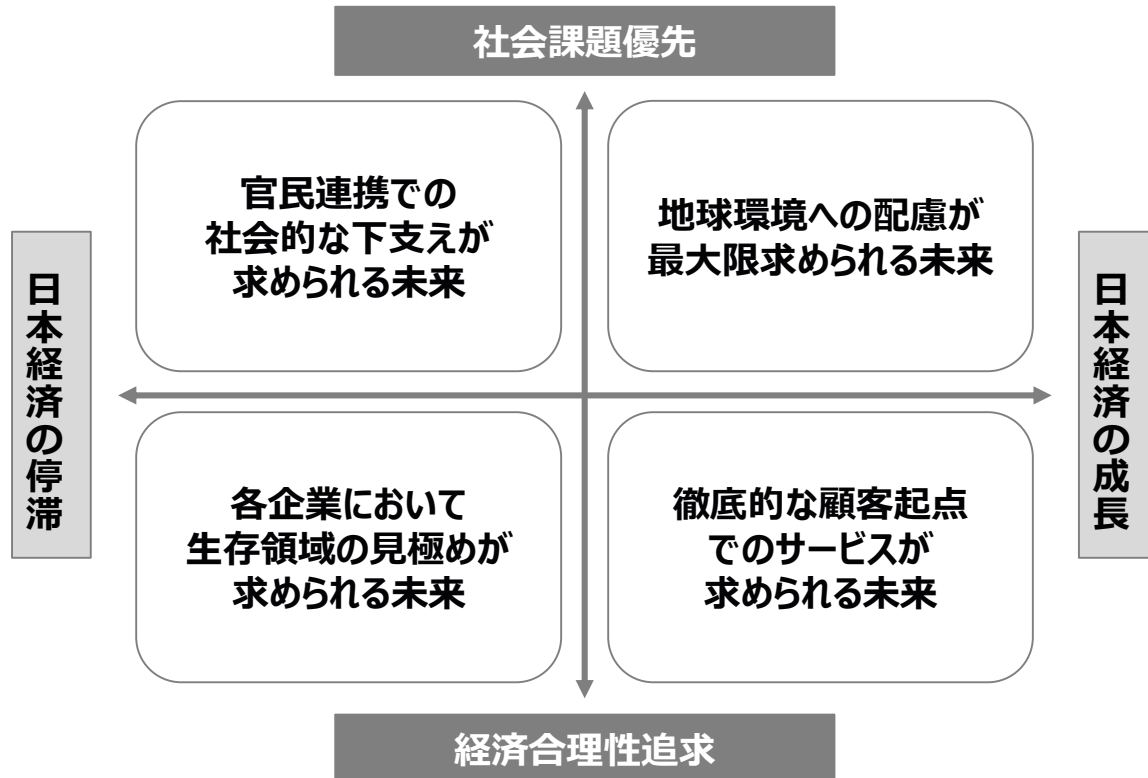 社会課題優先
官民連携での
社会的な下支えが
求められる未来
地球環境への配慮が
最大限求められる未来
日本経済の停滞
日本経済の成長
各企業において
生存領域の見極めが
求められる未来
徹底的な顧客起点
でのサービスが
求められる未来
経済合理性追求